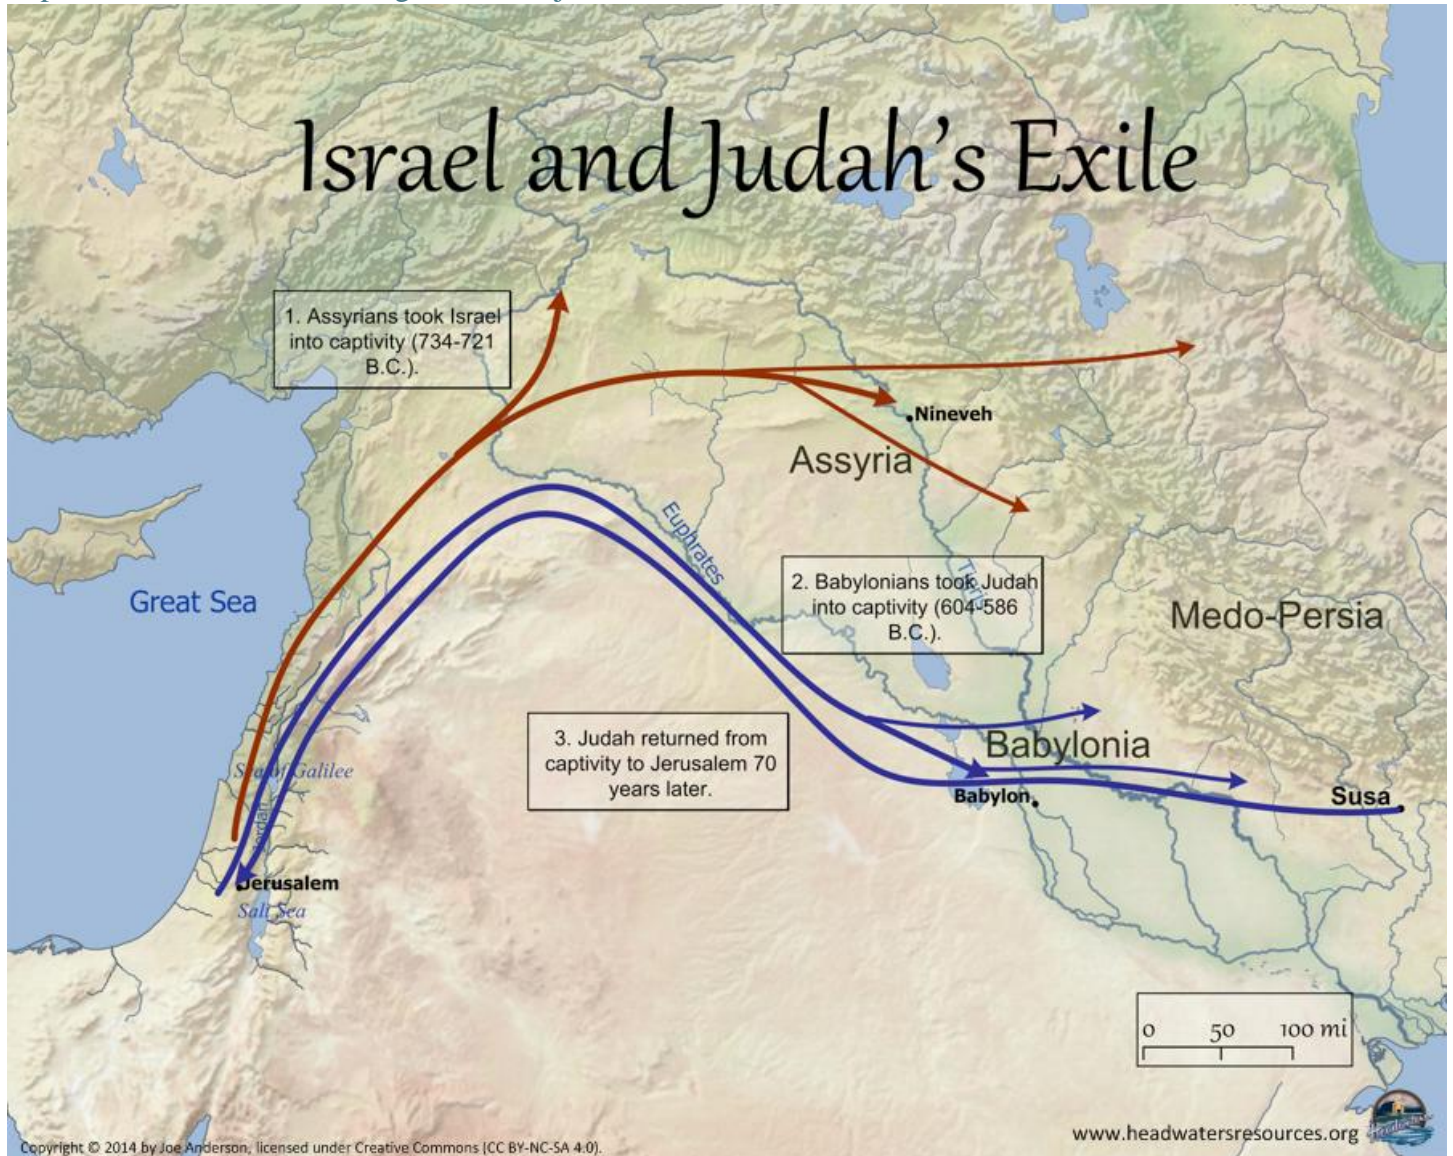 Israel and Judah's Exile
1. Assyrians took Israel
into captivity (734-721
B.C.).
Nineveh
Assyria
Euphrates
Great Sea
2. Babylonians took Judah
into captivity (604-586
B.C.).
Tigris
Medo-Persia
3. Judah returned from
captivity to Jerusalem 70
years later.
Babylonia
Sea of Galilee
Babylon
Susa
Jordan
Jerusalem
Salt Sea
0 50 100 mi
www.headwatersresources.org
Copyright © 2014 by Joe Anderson, licensed under Creative Commons (CC BY-NC-SA 4.0).